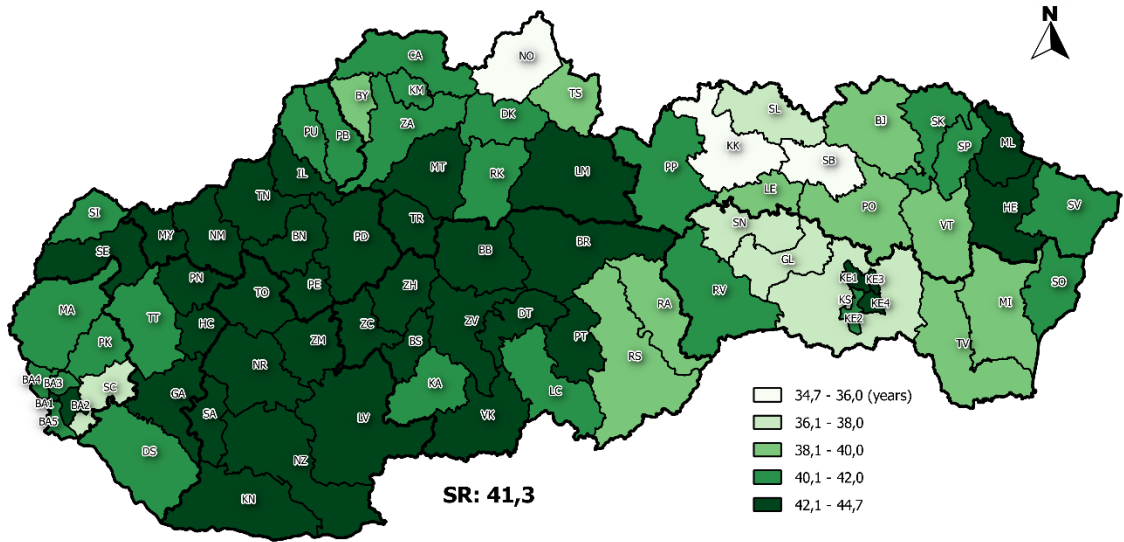 N
NO
CA
TS
BY
KM
SL
DK
BJ
SK
PU
PB
ZA
ML
KK
SP
SB
MT
LM
PP
IL
RK
LE
HE
TN
PO
SV
SI
TR
VT
SN
MY
NM
BN
PD
BB
BR
SE
GL
PN
PE
ZH
KE1
KE3
SO
TO
RV
KS
KE4
MI
RA
MA
TT
HC
ZC
ZV
DT
KE2
PK
ZM
BS
PT
TV
RS
NR
BA4
BA3
SC
KA
LC
GA
BA1
BA2
SA
LV
VK
BA5
DS
NZ
KN
SR: 41,3
34,7 - 36,0 (years)
36,1 - 38,0
38,1 - 40,0
40,1 - 42,0
42,1 - 44,7